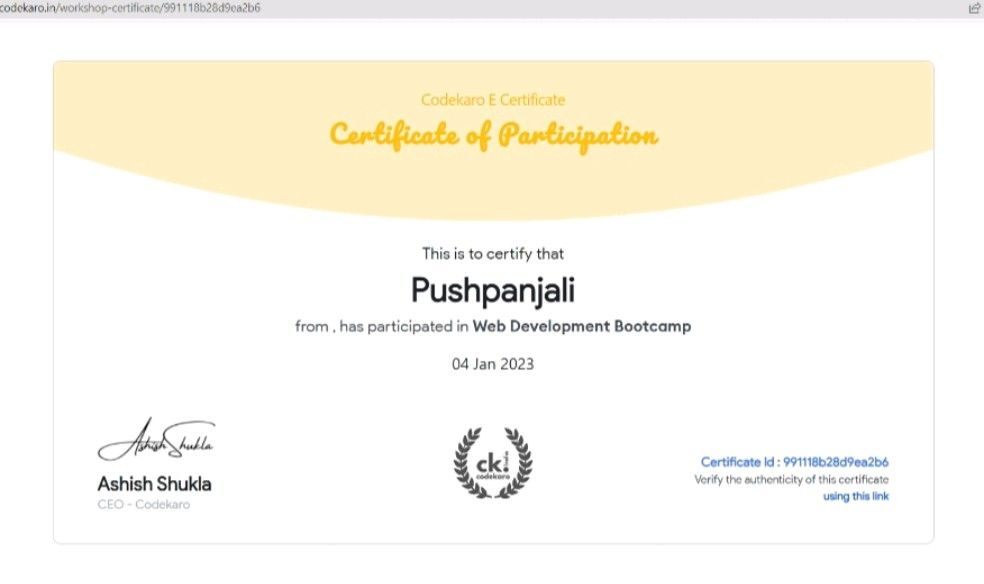 codekaro.in/workshop-certificate/991118b28d9ea2b6
Codekaro E Certificate
Certificate of Participation
This is to certify that
Pushpanjali
from , has participated in Web Development Bootcamp
04 Jan 2023
Ashish Shukla
Ashish Shukla
CEO - Codekaro
ck!
codekaro
Certificate Id : 991118b28d9ea2b6
Verify the authenticity of this certificate
using this link